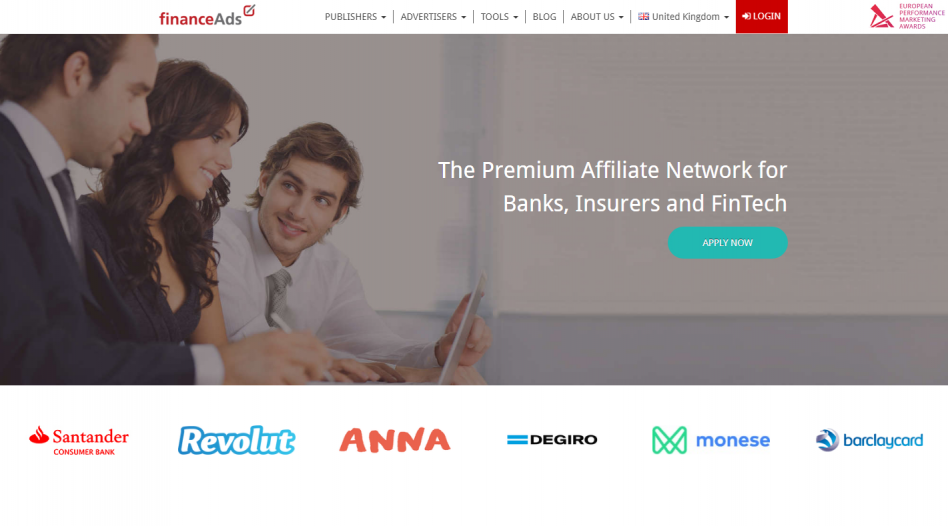 financeAds
PUBLISHERS
ADVERTISERS
TOOLS
BLOG
ABOUT US
United Kingdom
LOGIN
EUROPEAN
PERFORMANCE
MARKETING
AWARDS
The Premium Affiliate Network for
Banks, Insurers and FinTech
APPLY NOW
Santander
CONSUMER BANK
Revolut
ANNA
DEGIRO
monese
barclaycard